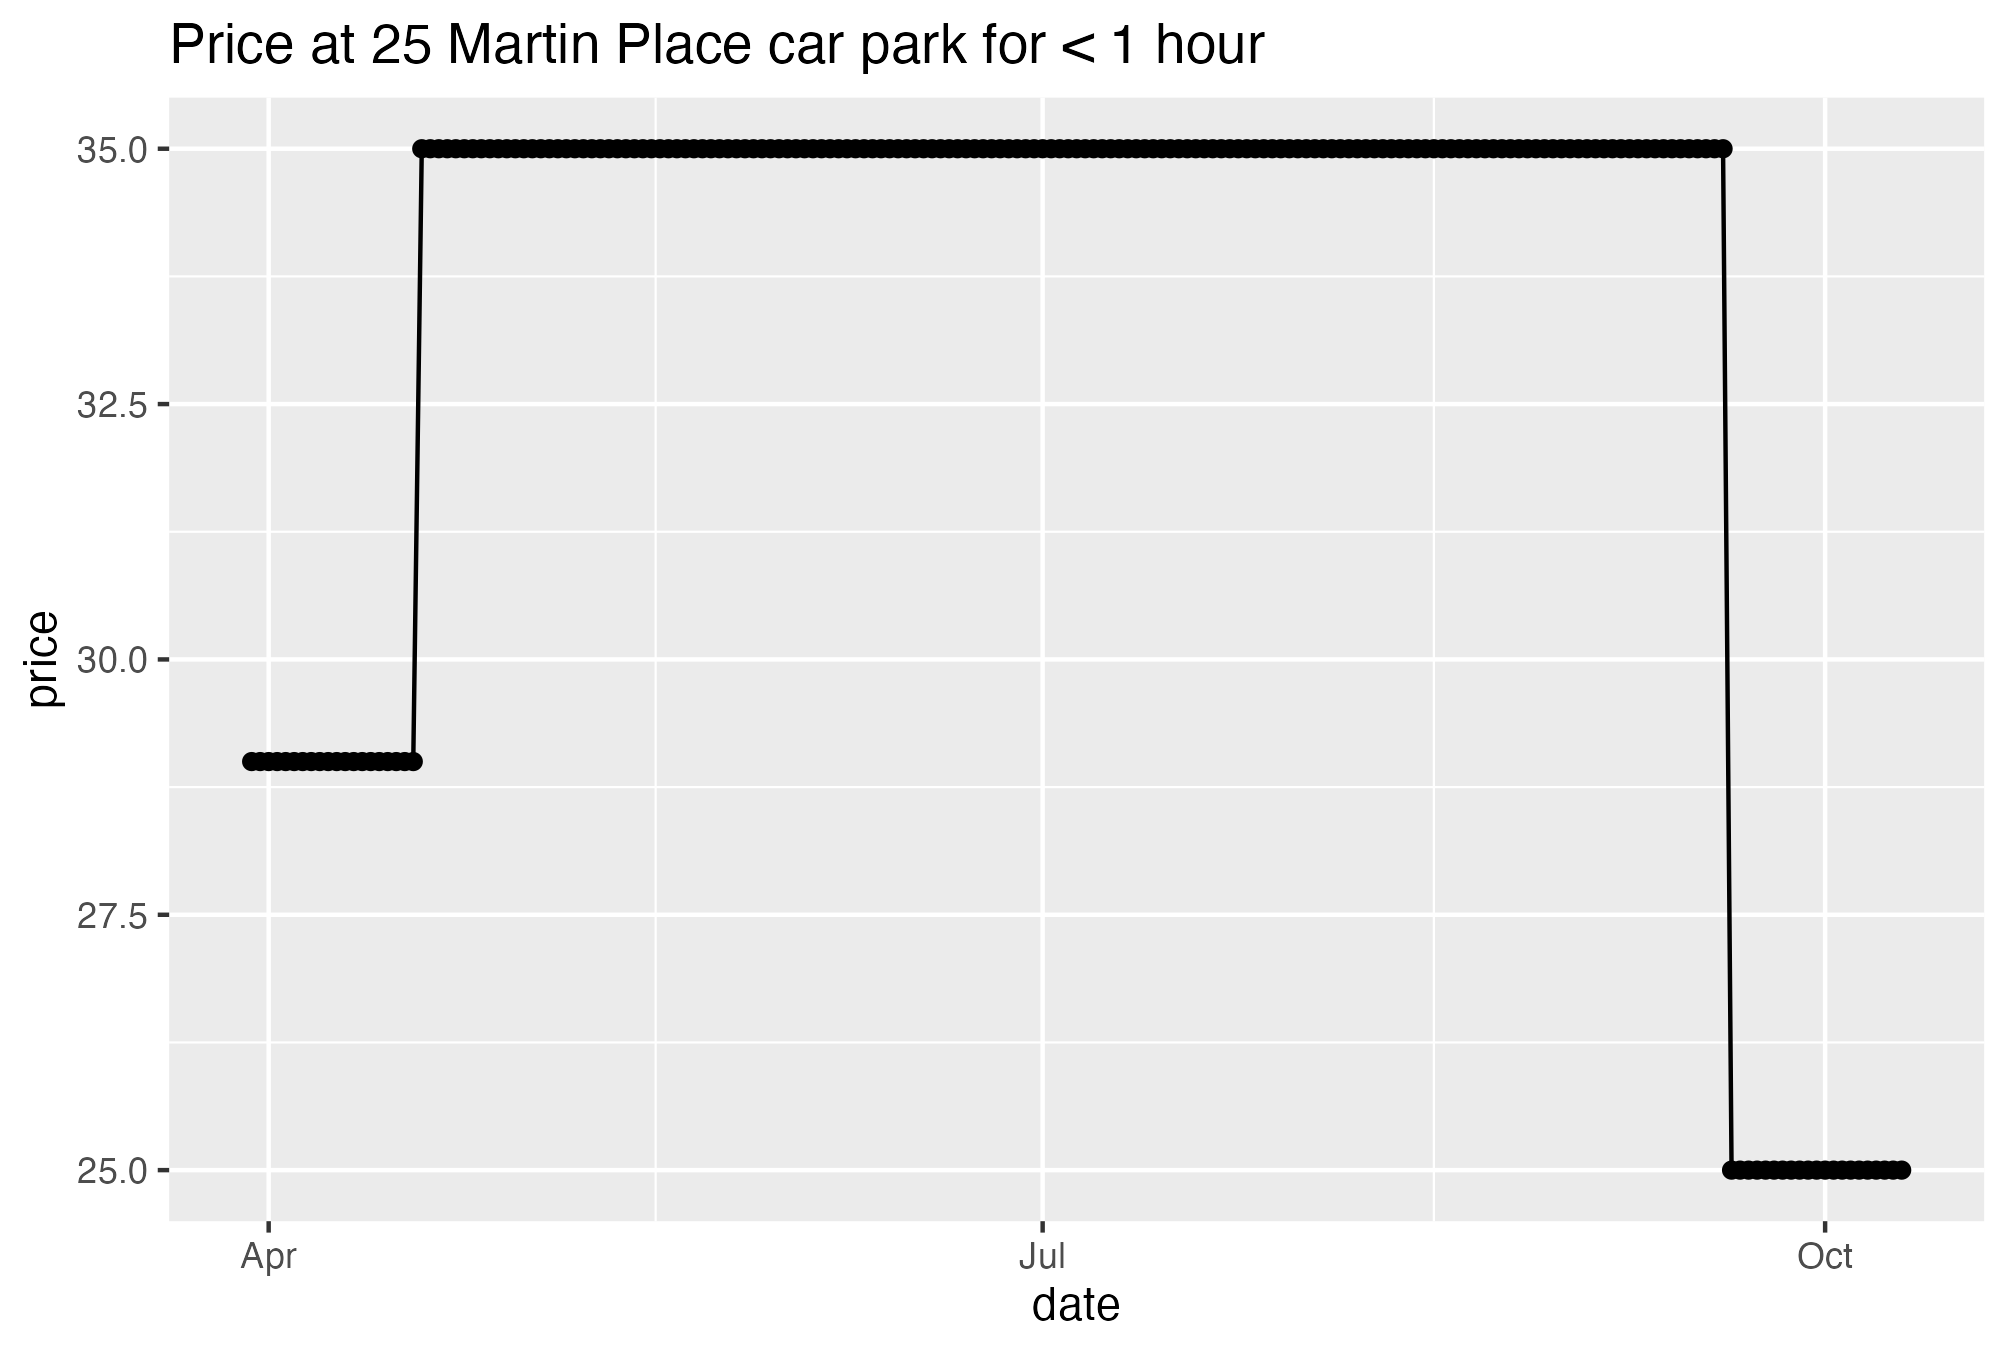 Price at 25 Martin Place car park for < 1 hour
35.0
32.5
30.0
27.5
25.0
price
Apr
Jul
Oct
date